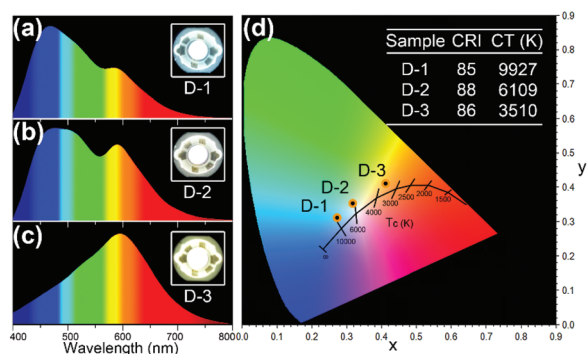 (a)
D-1
(b)
D-2
(c)
D-3
400 500 600 700 800
Wavelength (nm)
(d)
Sample CRI CT (K)
D-1 85 9927
D-2 88 6109
D-3 86 3510
D-3
D-2
D-1
∞ 10000 6000 4000 3000 2500 2000 1500
Tc (K)
0.9
0.8
0.7
0.6
y
0.5
0.4
0.3
0.2
0.1
0.0
0.0 0.1 0.2 0.3 0.4 0.5 0.6 0.7 0.8 0.9
x